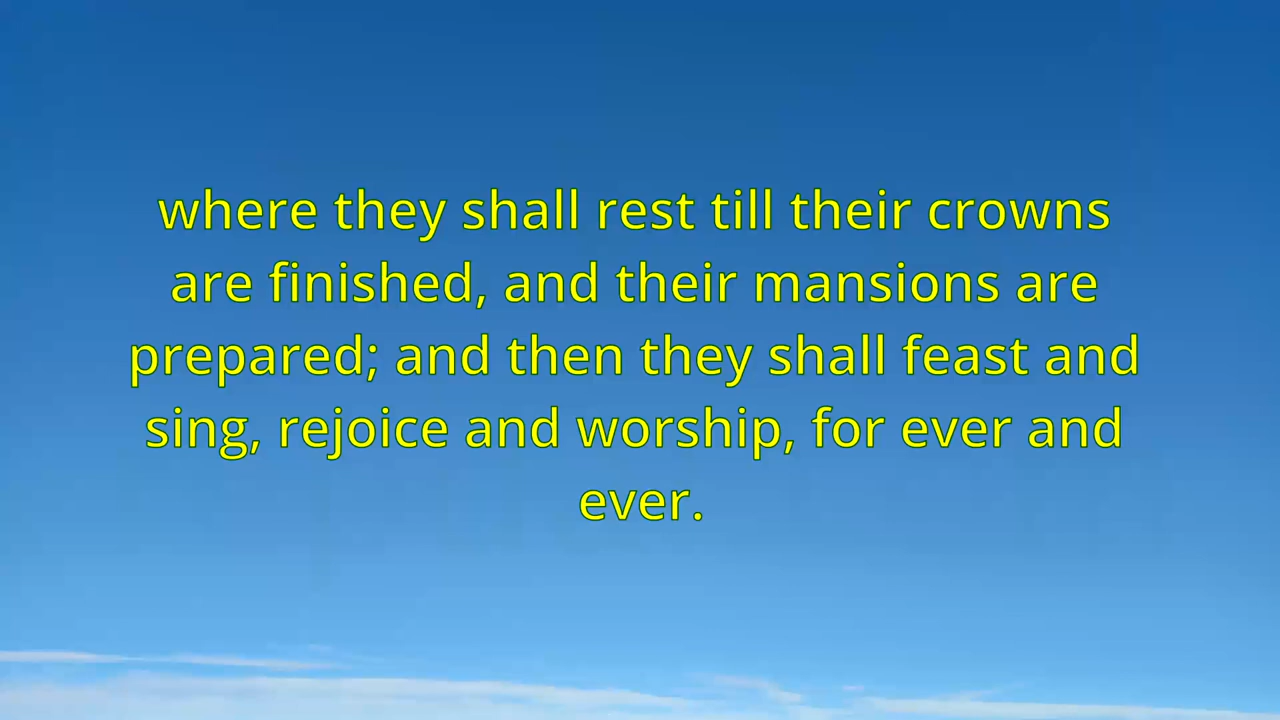 where they shall rest till their crowns
are finished, and their mansions are
prepared; and then they shall feast and
sing, rejoice and worship, for ever and
ever.